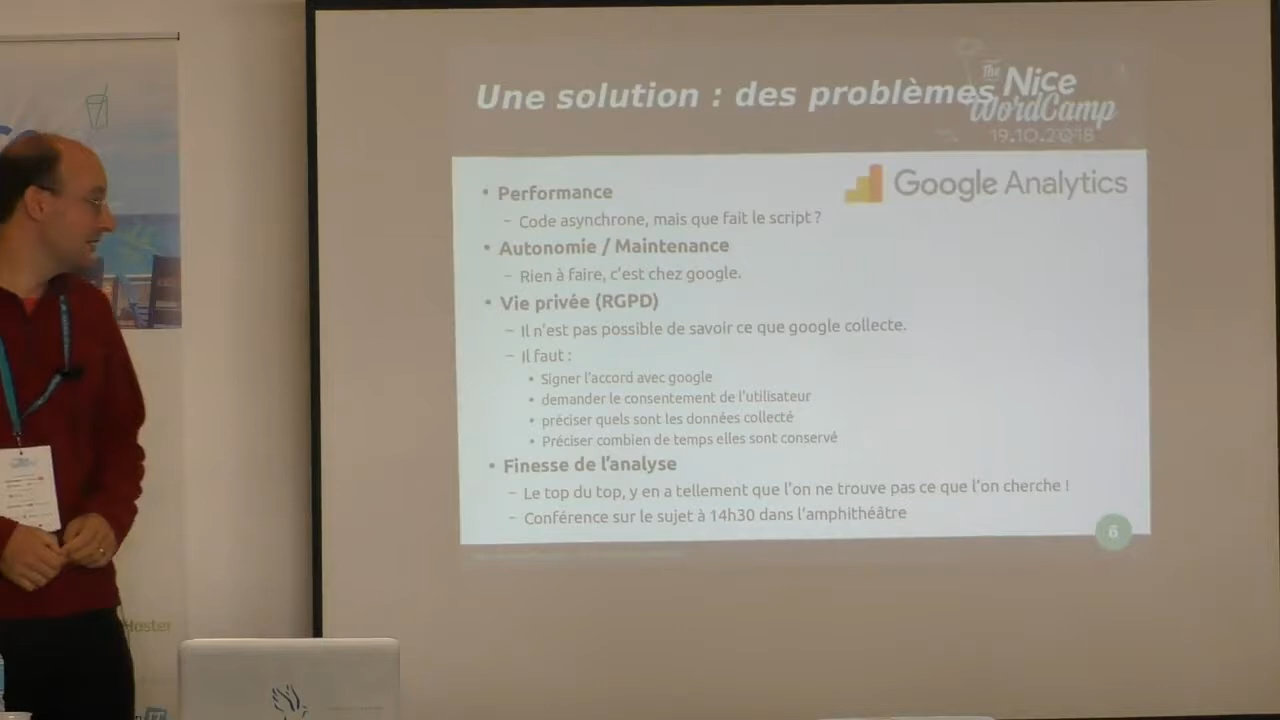 Une solution : des problèmes
The Nice
WordCamp
19.10.2018
Google Analytics
• Performance
– Code asynchrone, mais que fait le script ?
• Autonomie / Maintenance
– Rien à faire, c’est chez google.
• Vie privée (RGPD)
– Il n’est pas possible de savoir ce que google collecte.
– Il faut :
• Signer l’accord avec google
• demander le consentement de l’utilisateur
• préciser quels sont les données collecté
• Préciser combien de temps elles sont conservé
• Finesse de l’analyse
– Le top du top, y en a tellement que l’on ne trouve pas ce que l’on cherche !
– Conférence sur le sujet à 14h30 dans l’amphithéâtre
6
Hoster
IT